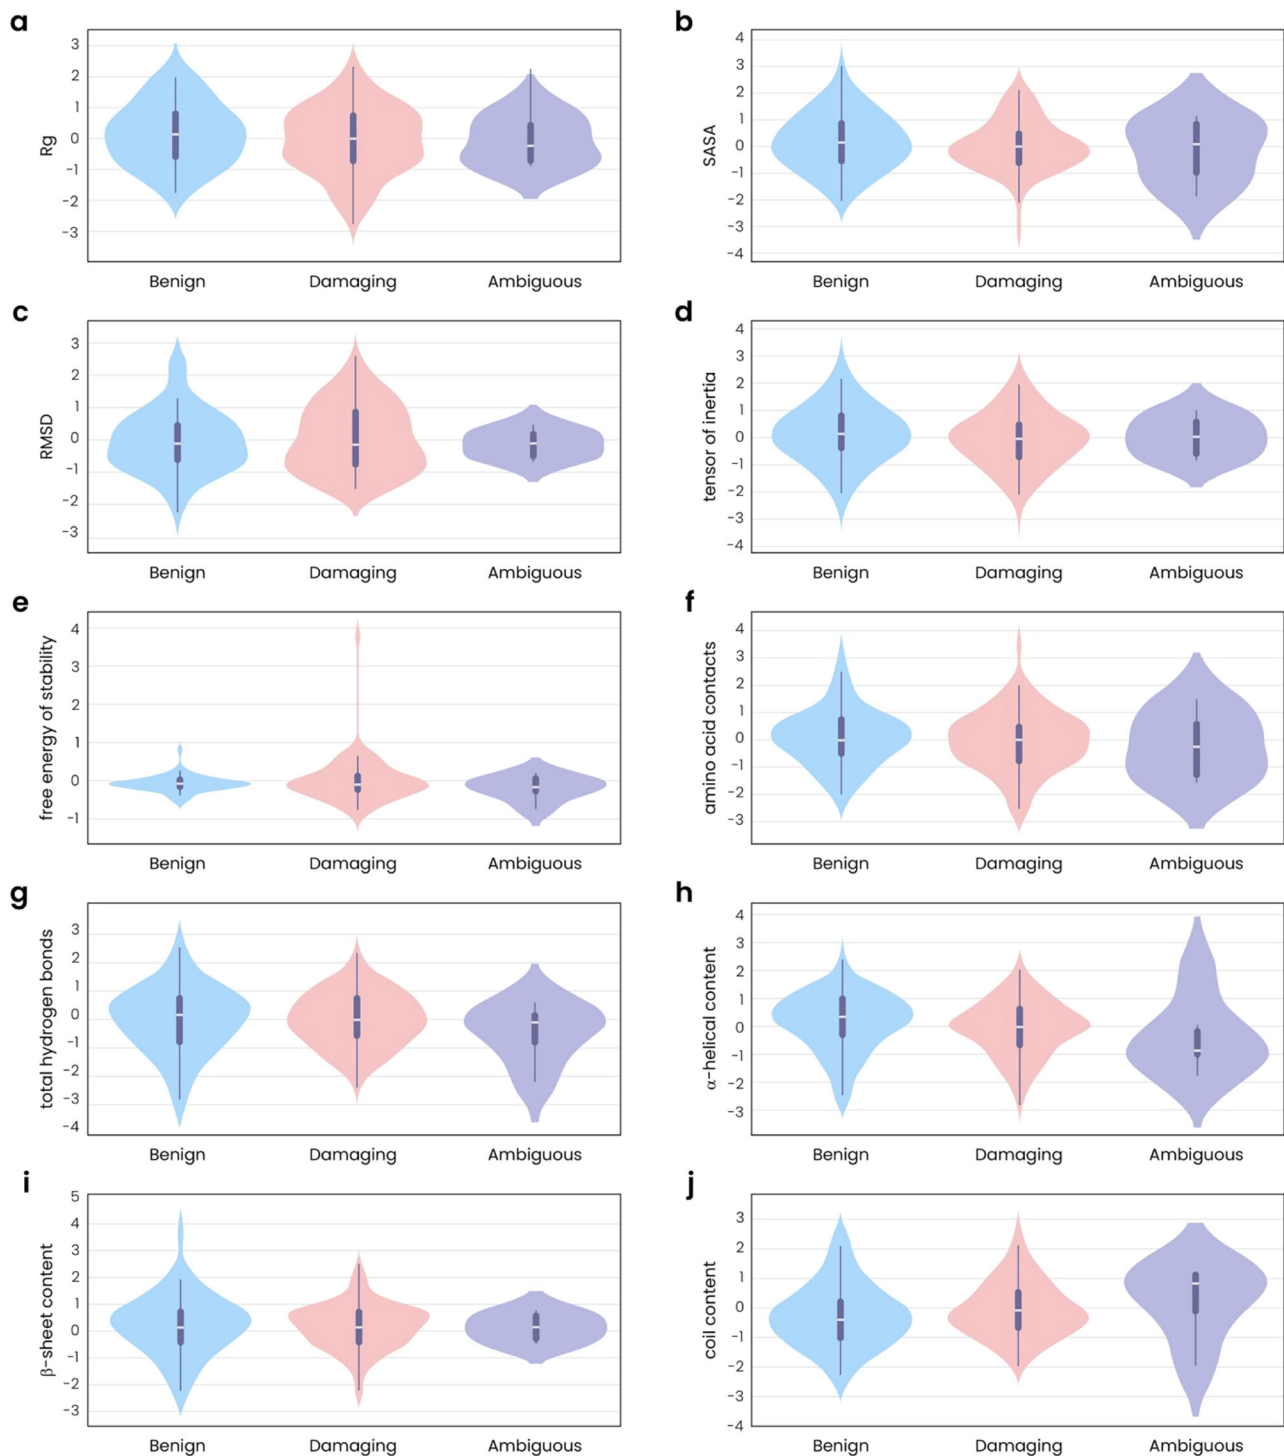 a
Rg
3
2
1
0
−1
−2
−3
Benign Damaging Ambiguous
b
SASA
4
3
2
1
0
−1
−2
−3
−4
Benign Damaging Ambiguous
c
RMSD
3
2
1
0
−1
−2
−3
Benign Damaging Ambiguous
d
tensor of inertia
4
3
2
1
0
−1
−2
−3
−4
Benign Damaging Ambiguous
e
free energy of stability
4
3
2
1
0
−1
Benign Damaging Ambiguous
f
amino acid contacts
4
3
2
1
0
−1
−2
−3
Benign Damaging Ambiguous
g
total hydrogen bonds
3
2
1
0
−1
−2
−3
−4
Benign Damaging Ambiguous
h
α-helical content
4
3
2
1
0
−1
−2
−3
Benign Damaging Ambiguous
i
β-sheet content
5
4
3
2
1
0
−1
−2
−3
Benign Damaging Ambiguous
j
coil content
3
2
1
0
−1
−2
−3
−4
Benign Damaging Ambiguous